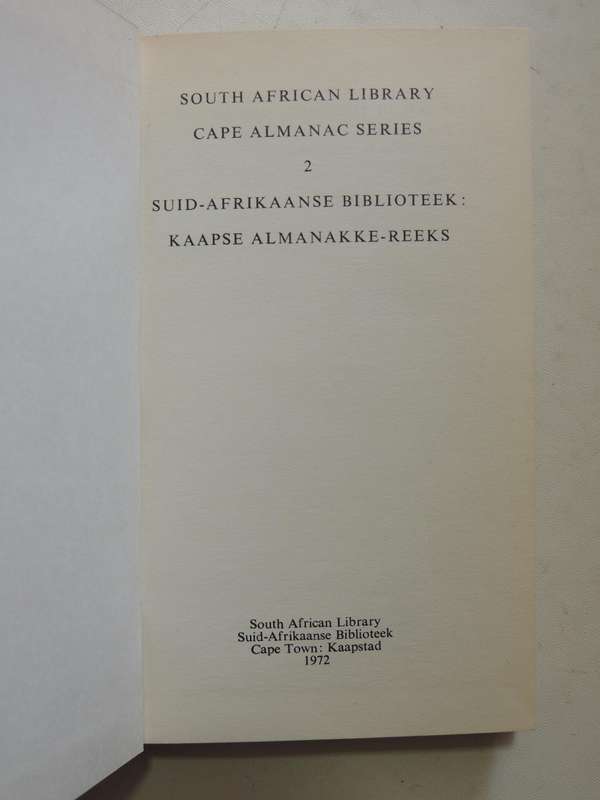 SOUTH AFRICAN LIBRARY
CAPE ALMANAC SERIES
2
SUID-AFRIKAANSE BIBLIOTEEK:
KAAPSE ALMANAKKE-REEKS
South African Library
Suid-Afrikaanse Biblioteek
Cape Town: Kaapstad
1972